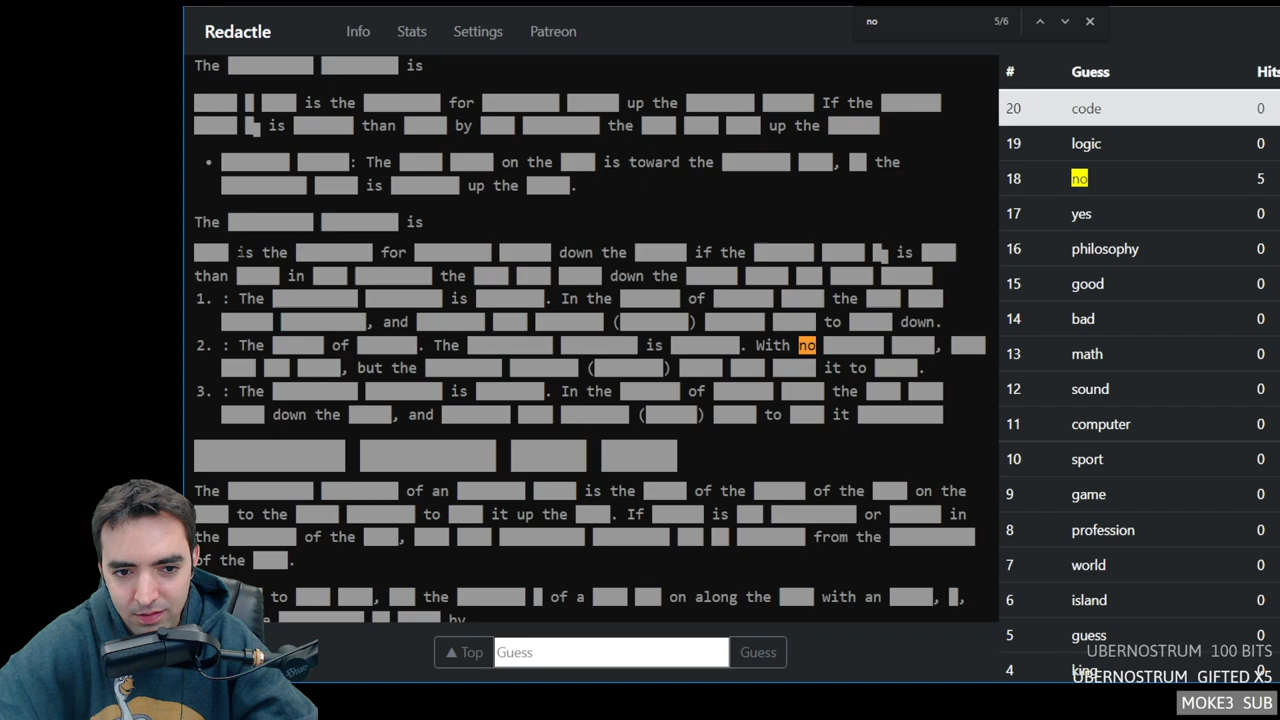 no 5/6
Redactle Info Stats Settings Patreon
The is
is the for up the If the
is than by the up the
• : The on the is toward the , the
is up the .
The is
is the for down the if the is
than in the down the
1. : The is . In the of the
, and ( ) to down.
2. : The of . The is . With no ,
, but the ( ) it to .
3. : The is . In the of the
down the , and ( ) to it
The of an is the of the of the on the
to the to it up the . If is or in
the of the , from the
of the .
to , the of a on along the with an , ,
by
▲ Top Guess Guess
# Guess Hits
20 code 0
19 logic 0
18 no 5
17 yes 0
16 philosophy 0
15 good 0
14 bad 0
13 math 0
12 sound 0
11 computer 0
10 sport 0
9 game 0
8 profession 0
7 world 0
6 island 0
5 guess 0
4 king
UBERNOSTRUM 100 BITS
UBERNOSTRUM GIFTED X5
MOKE3 SUB
Blue